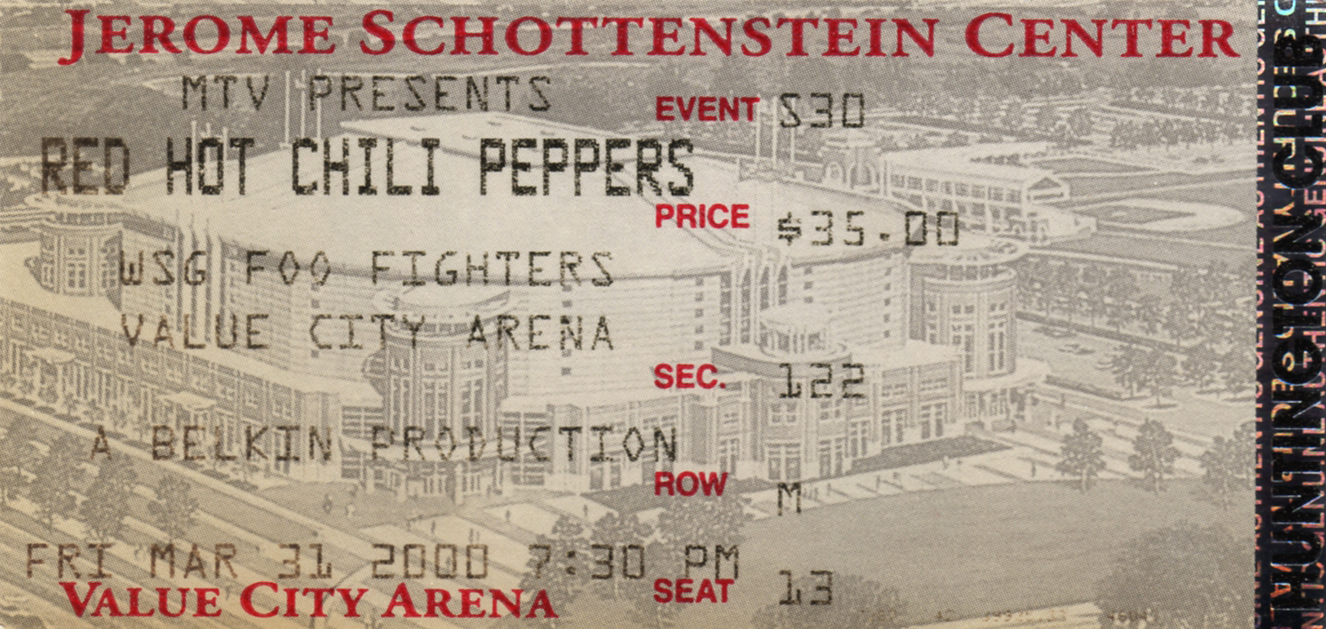 JEROME SCHOTTENSTEIN CENTER
MTV PRESENTS
EVENT S30
RED HOT CHILI PEPPERS
PRICE $35.00
WSG FOO FIGHTERS
VALUE CITY ARENA
SEC. 122
A BELKIN PRODUCTION
ROW M
FRI MAR 31 2000 7:30 PM
SEAT 13
VALUE CITY ARENA
HUNTINGTON